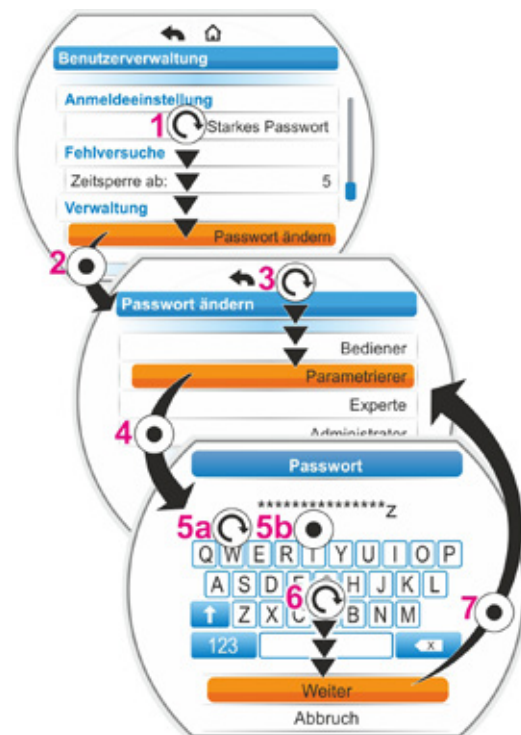 Benutzerverwaltung
Anmeldeeinstellung
1 Starkes Passwort
Fehlversuche
Zeitsperre ab: 5
Verwaltung
Passwort ändern
2
3
Passwort ändern
Bediener
Parametrierer
Experte
4
Administrator
Passwort
***************z
5a 5b
Q W E R T Y U I O P
A S D F G H J K L
6
Z X C V B N M
7
123
Weiter
Abbruch